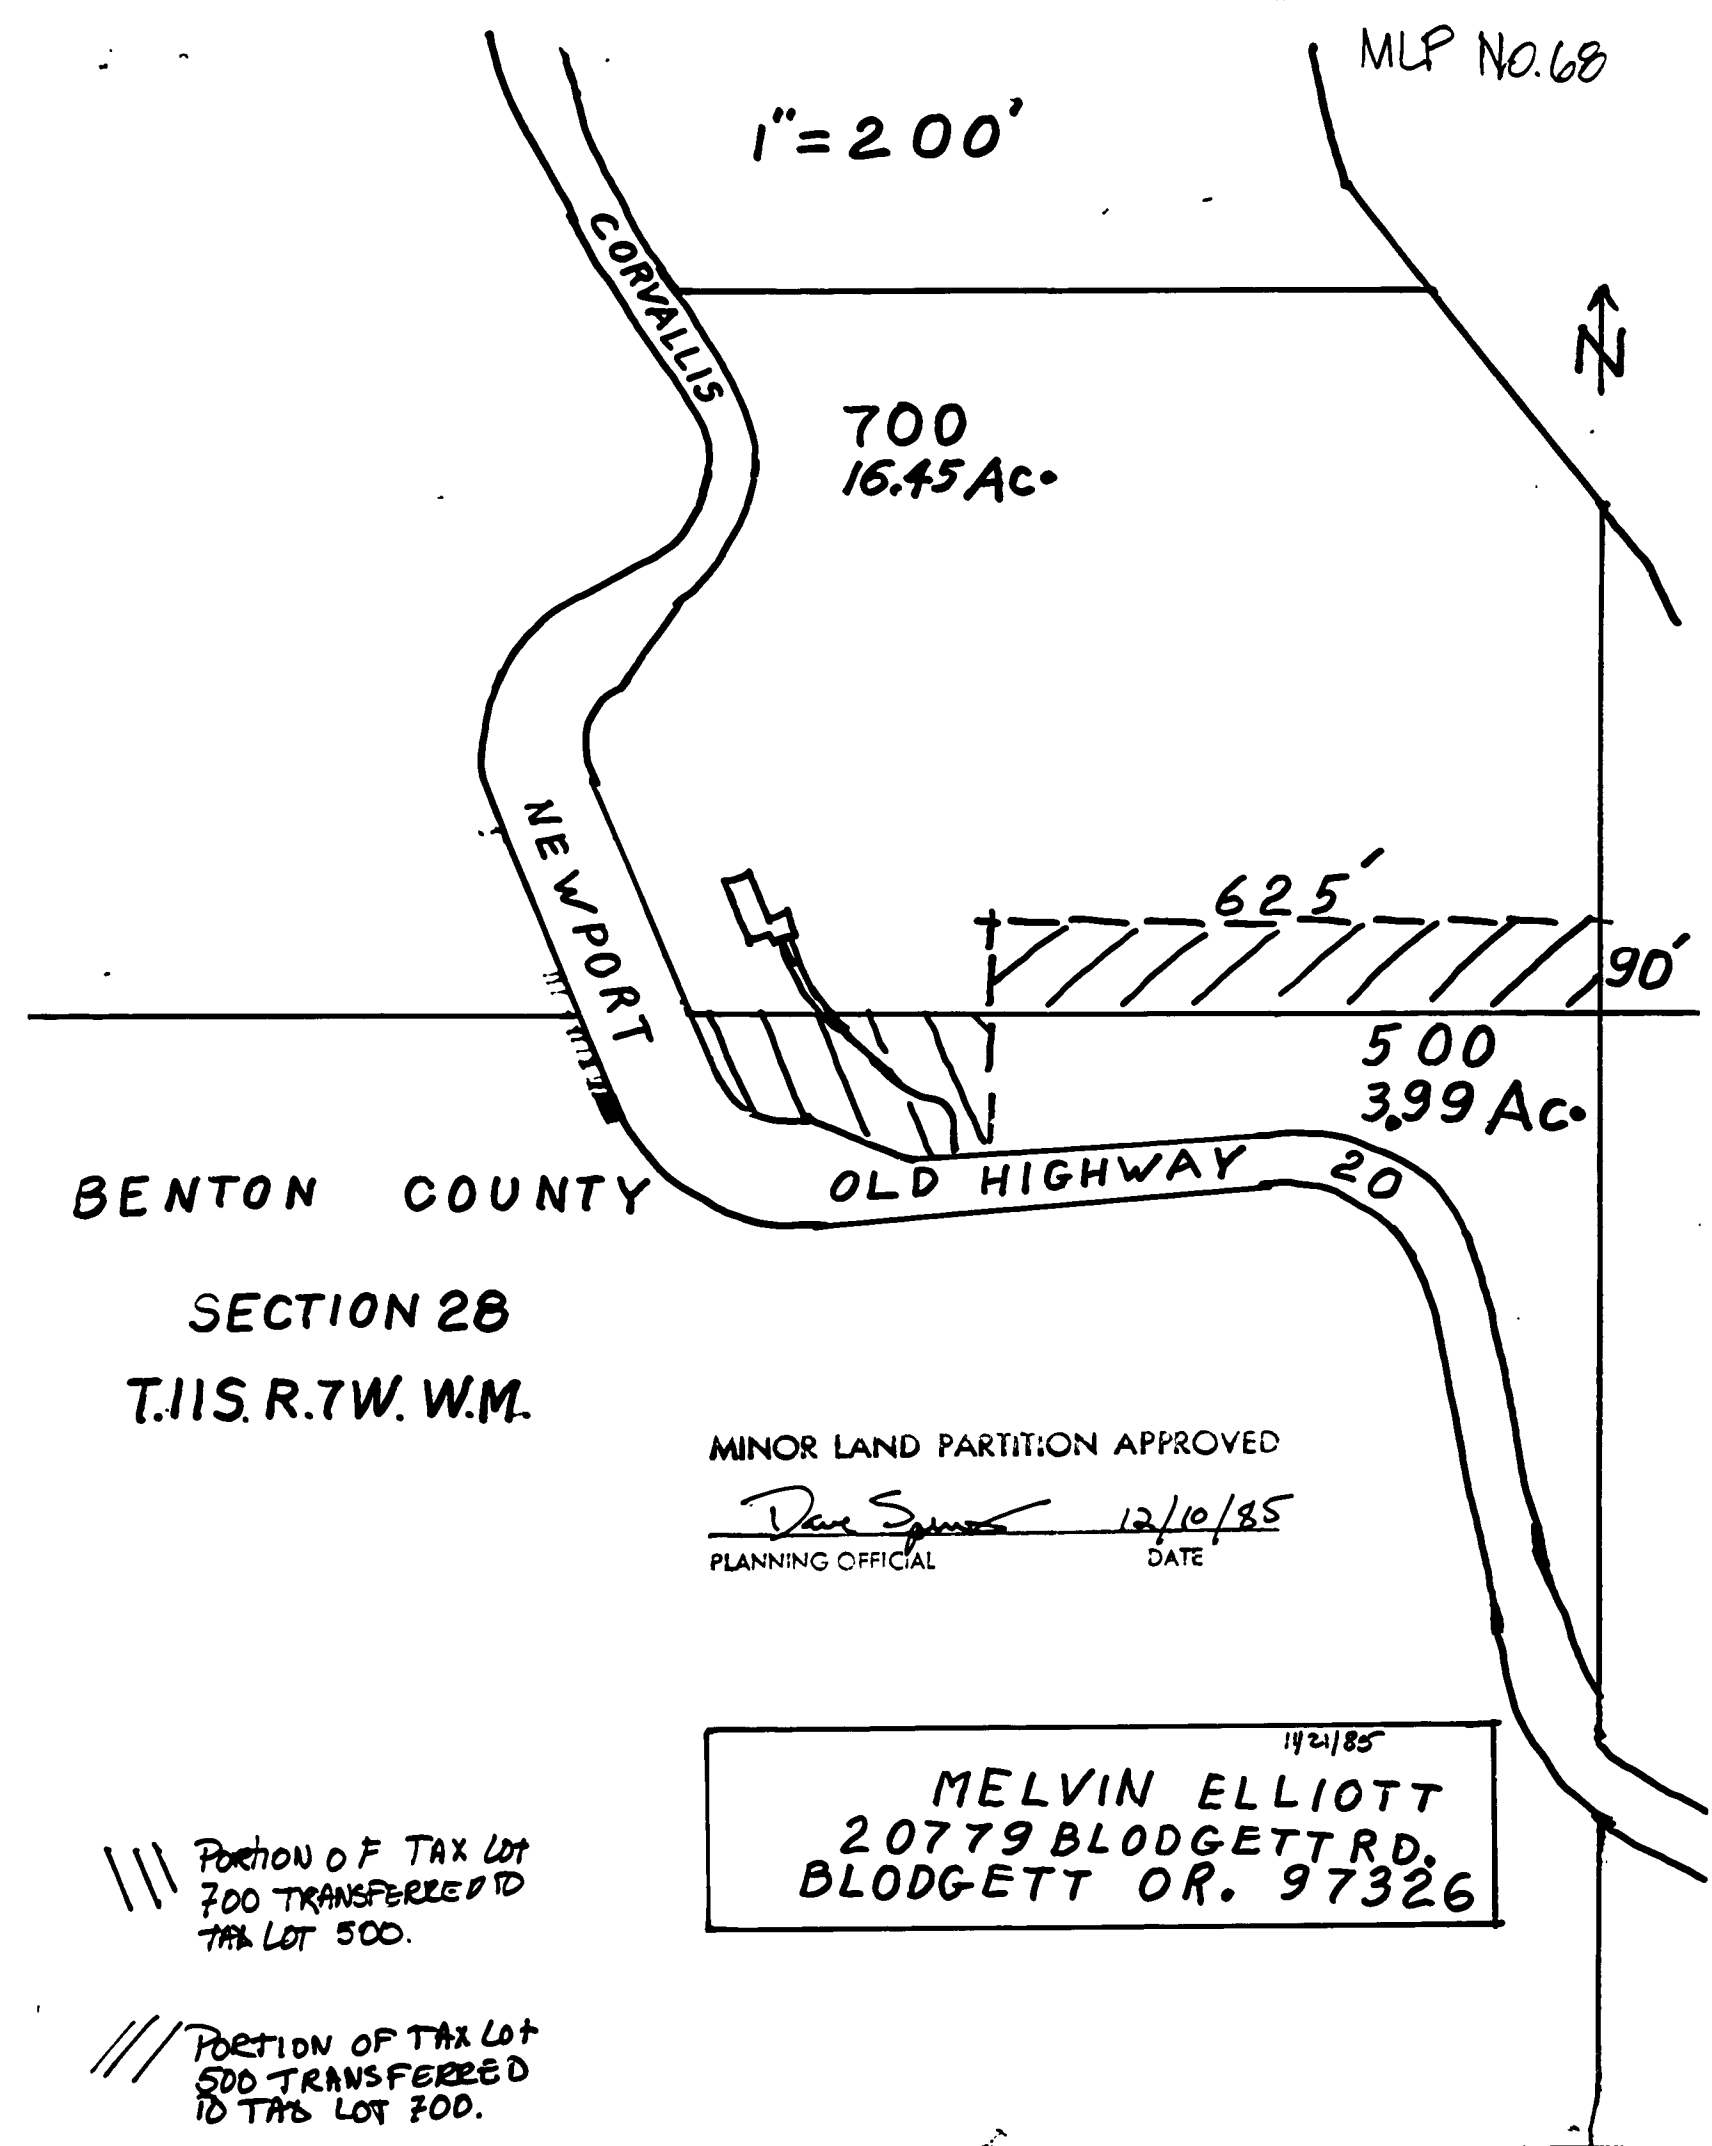 MLP NO.68
1"=200'
CORVALLIS
N
700
16.45 Ac.
NEWPORT
625'
90'
500
3.99 Ac.
BENTON COUNTY
OLD HIGHWAY 20
SECTION 28
T.11S. R.7W. W.M.
MINOR LAND PARTITION APPROVED
Dave 12/10/85
PLANNING OFFICIAL DATE
11/21/85
MELVIN ELLIOTT
20779 BLODGETT RD.
BLODGETT OR. 97326
PORTION OF TAX LOT
700 TRANSFERRED TO
TAX LOT 500.
PORTION OF TAX LOT
500 TRANSFERRED
TO TAX LOT 700.